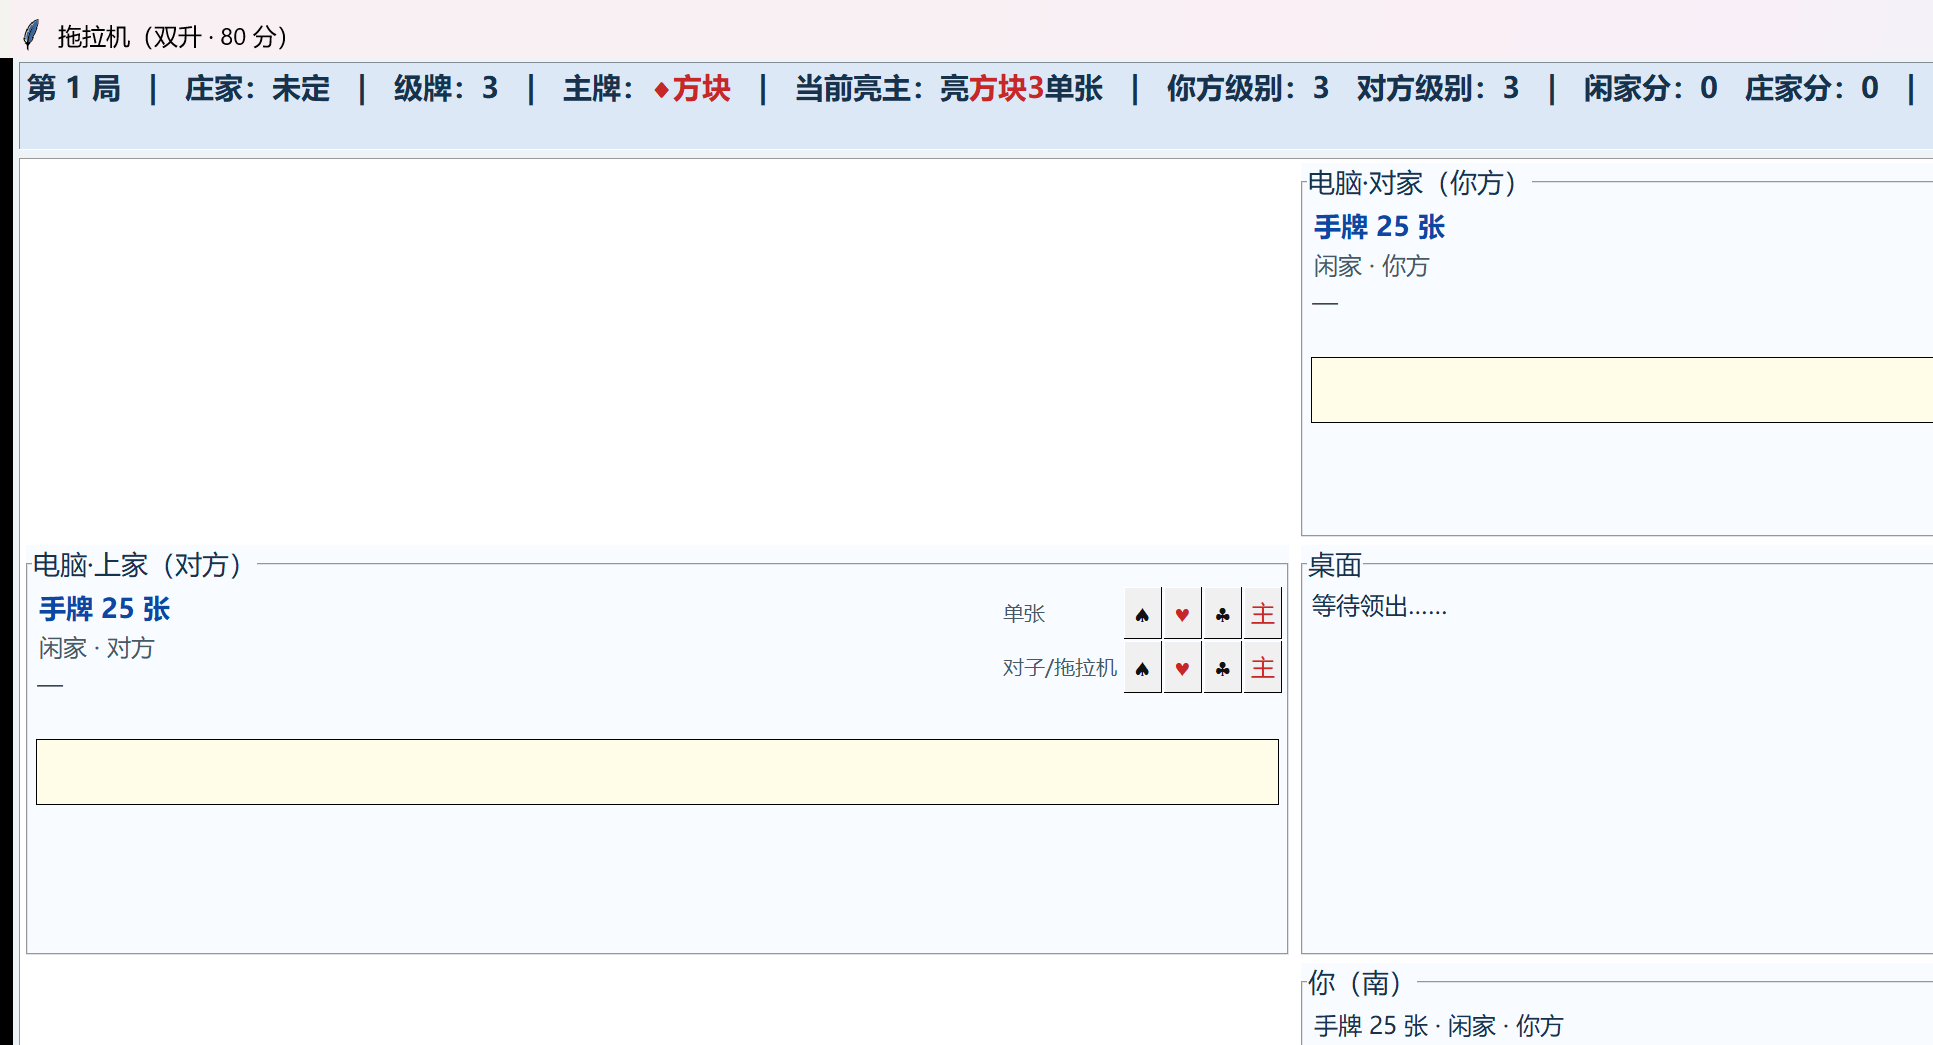 拖拉机（双升 · 80 分）
第 1 局 | 庄家：未定 | 级牌：3 | 主牌：♦方块 | 当前亮主：亮方块3单张 | 你方级别：3 对方级别：3 | 闲家分：0 庄家分：0 |
电脑·对家（你方）
手牌 25 张
闲家 · 你方
—
电脑·上家（对方）
手牌 25 张
闲家 · 对方
—
单张 ♠ ♥ ♣ 主
对子/拖拉机 ♠ ♥ ♣ 主
桌面
等待领出……
你（南）
手牌 25 张 · 闲家 · 你方